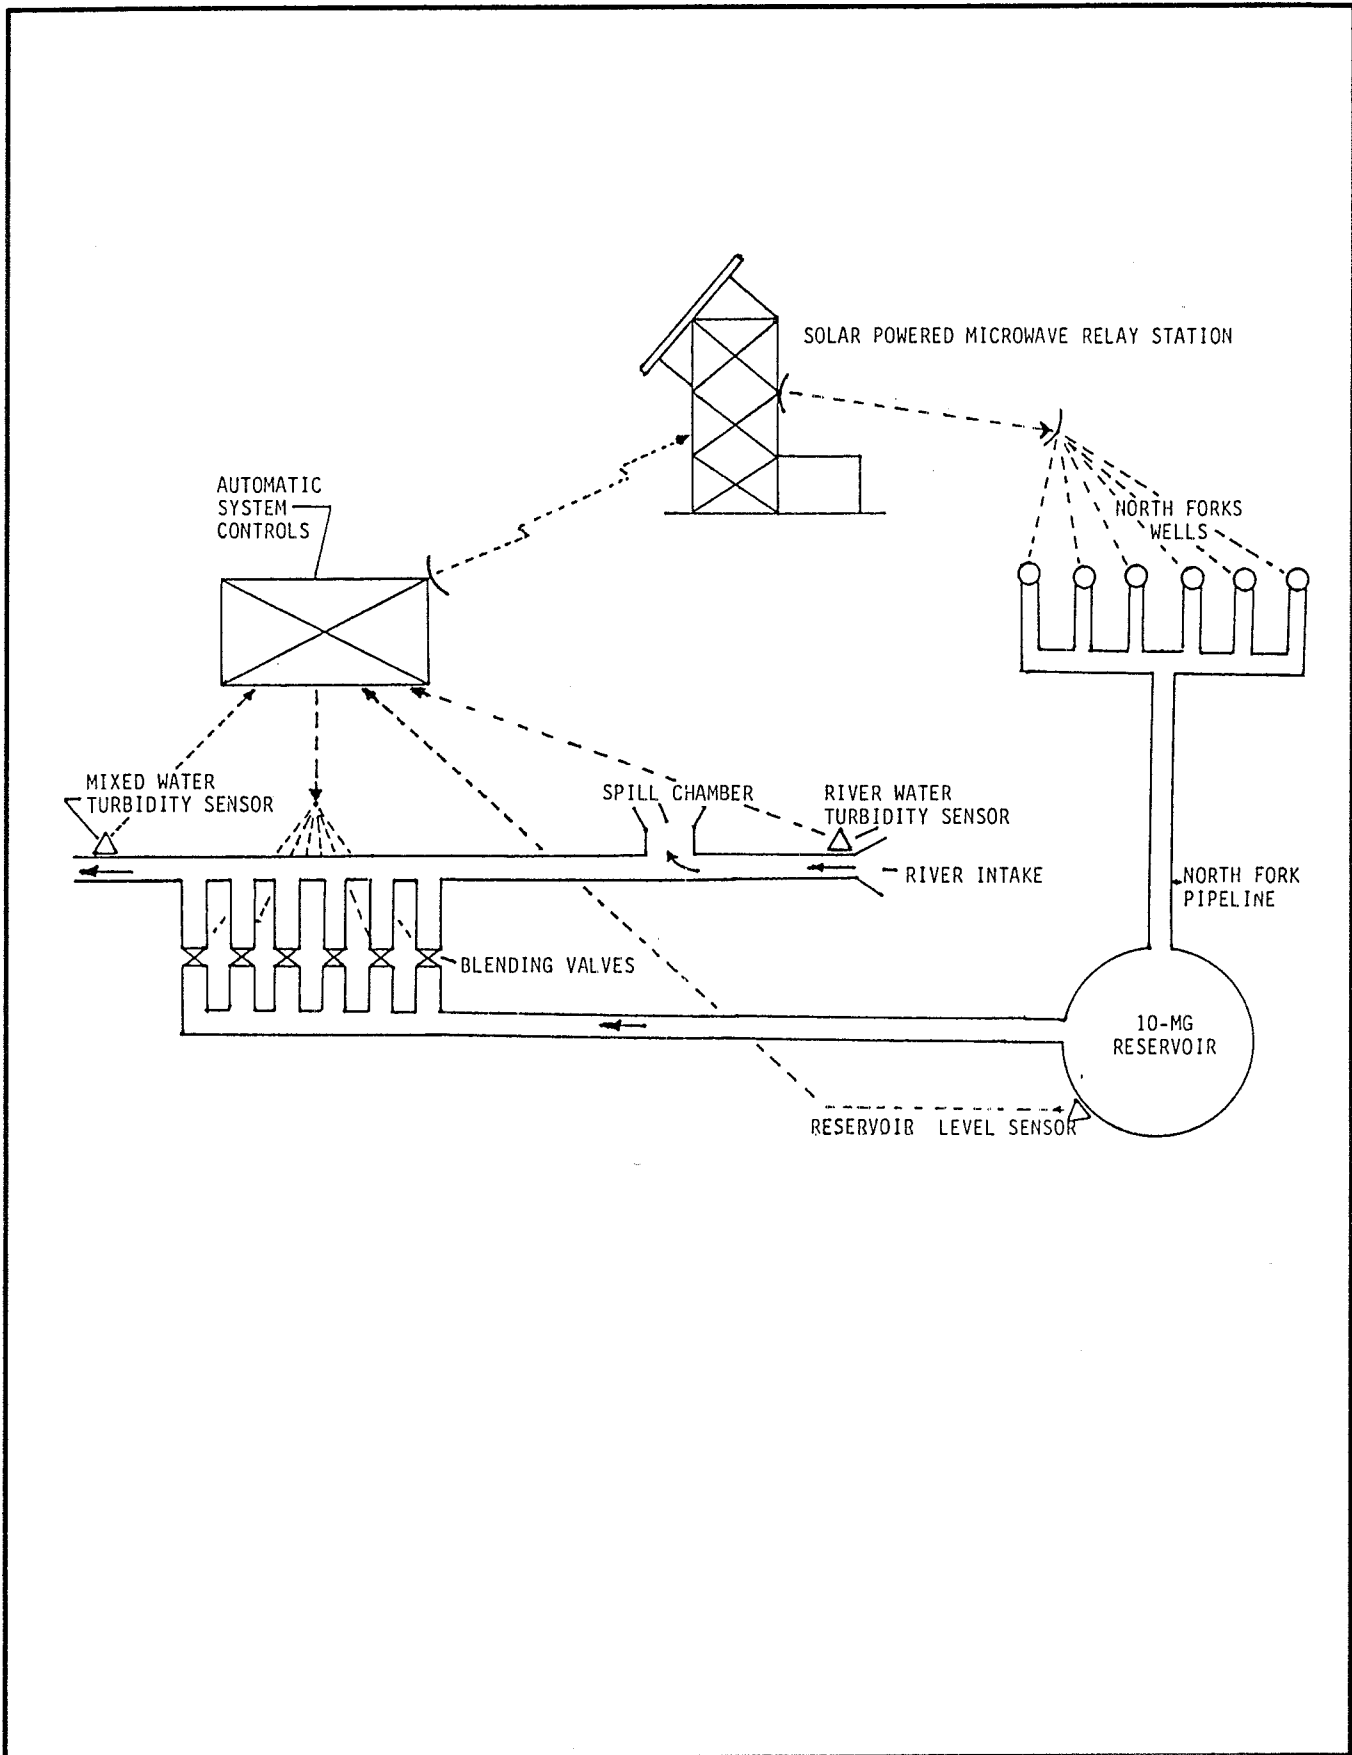 SOLAR POWERED MICROWAVE RELAY STATION
AUTOMATIC
SYSTEM
CONTROLS
NORTH FORKS
WELLS
MIXED WATER
TURBIDITY SENSOR
SPILL CHAMBER
RIVER WATER
TURBIDITY SENSOR
RIVER INTAKE
NORTH FORK
PIPELINE
BLENDING VALVES
10-MG
RESERVOIR
RESERVOIR LEVEL SENSOR